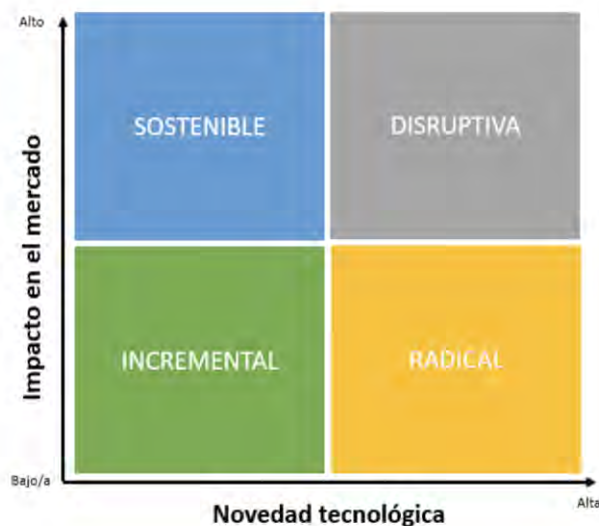 Alto
SOSTENIBLE
DISRUPTIVA
Impacto en el mercado
INCREMENTAL
RADICAL
Bajo/a
Alta
Novedad tecnológica